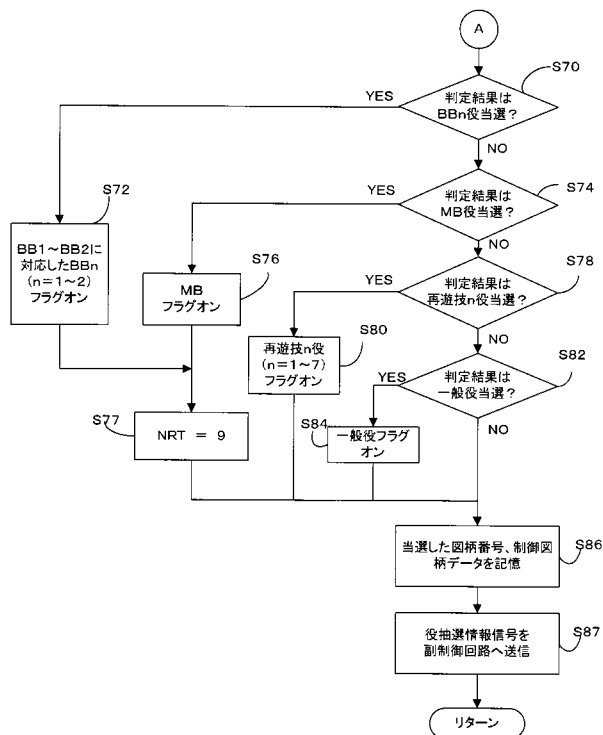 A
S70
YES
判定結果は
BBn役当選？
NO
S74
YES
判定結果は
MB役当選？
NO
S72
BB1～BB2に
対応したBBn
（n＝1～2）
フラグオン
S76
MB
フラグオン
S78
YES
判定結果は
再遊技n役当選？
NO
S80
再遊技n役
（n＝1～7）
フラグオン
S82
YES
判定結果は
一般役当選？
NO
S77
NRT ＝ 9
S84
一般役フラグ
オン
S86
当選した図柄番号、制御図
柄データを記憶
S87
役抽選情報信号を
副制御回路へ送信
リターン